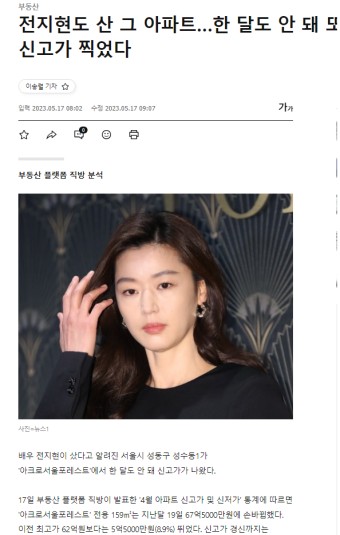 부동산
전지현도 산 그 아파트...한 달도 안 돼 또
신고가 찍었다
이송렬 기자
입력 2023.05.17 08:02 수정 2023.05.17 09:07
가가
0
부동산 플랫폼 직방 분석
사진=뉴스1
배우 전지현이 샀다고 알려진 서울시 성동구 성수동1가
'아크로서울포레스트'에서 한 달도 안 돼 신고가가 나왔다.
17일 부동산 플랫폼 직방이 발표한 '4월 아파트 신고가 및 신저가' 통계에 따르면
'아크로서울포레스트' 전용 159㎡는 지난달 19일 67억5000만원에 손바뀜했다.
이전 최고가 62억원보다는 5억5000만원(8.9%) 뛰었다. 신고가 경신까지는